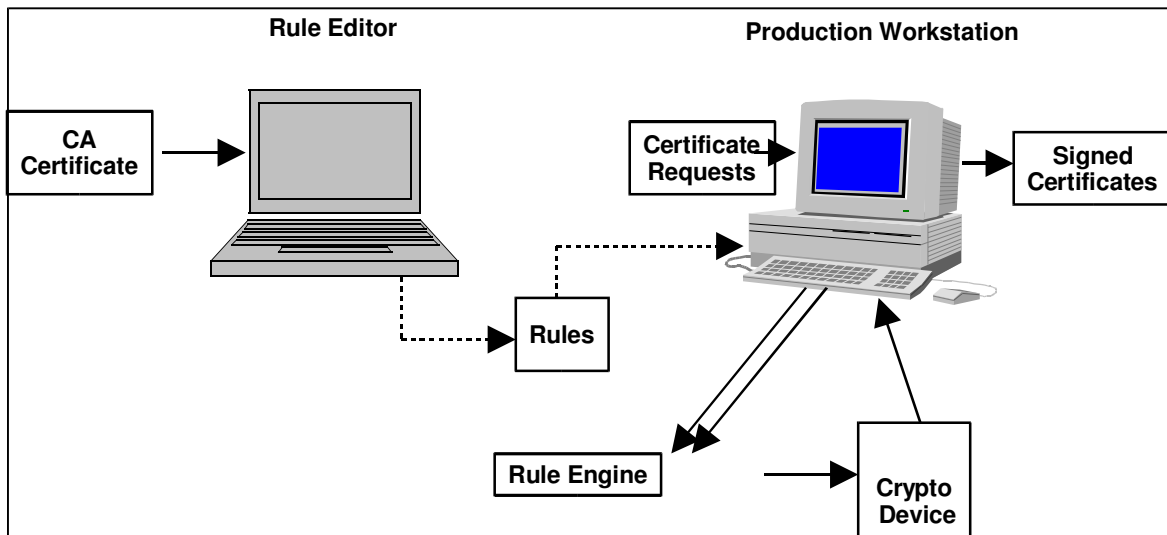 Rule Editor
Production Workstation
CA
Certificate
Certificate
Requests
Signed
Certificates
Rules
Rule Engine
Crypto
Device